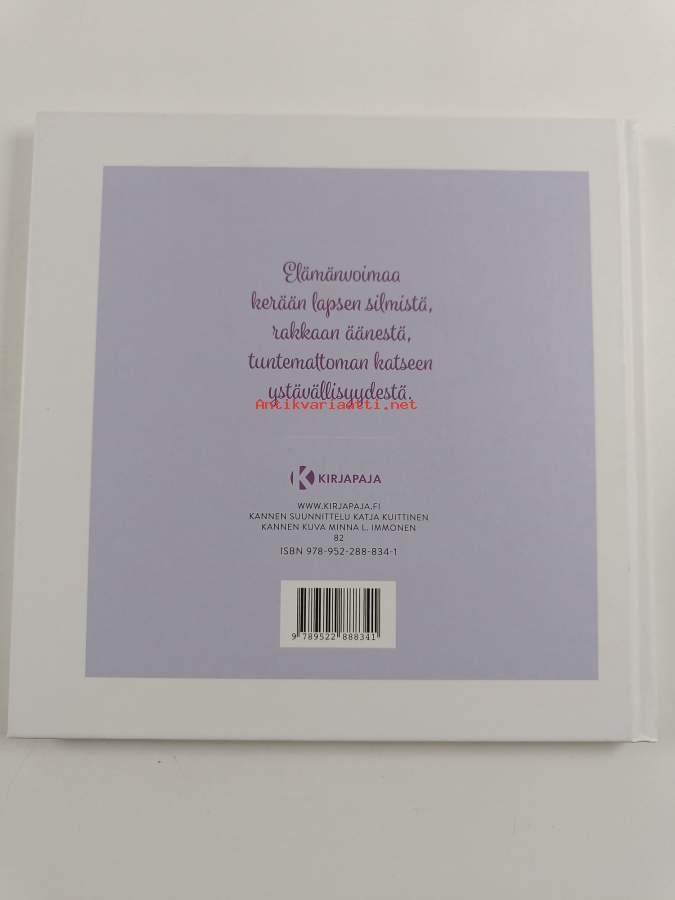 Elämänvoimaa
kerään lapsen silmistä,
rakkaan äänestä,
tuntemattoman katseen
ystävällisyydestä.
Antikvariaatti.net
K KIRJAPAJA
WWW.KIRJAPAJA.FI
KANNEN SUUNNITTELU KATJA KUITTINEN
KANNEN KUVA MINNA L. IMMONEN
82
ISBN 978-952-288-834-1
9 789522 888341